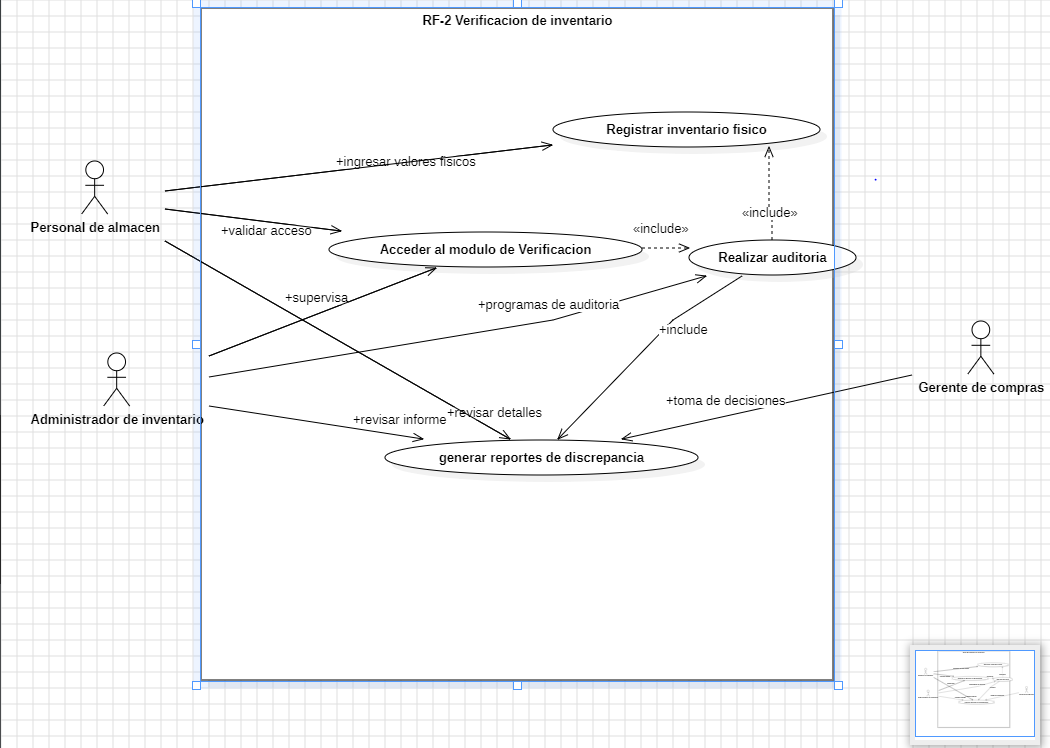 RF-2 Verificacion de inventario
Registrar inventario fisico
+ingresar valores fisicos
«include»
Personal de almacen
+validar acceso
«include»
Acceder al modulo de Verificacion
Realizar auditoria
+supervisa
+programas de auditoria
+include
Gerente de compras
+toma de decisiones
Administrador de inventario
+revisar informe
+revisar detalles
generar reportes de discrepancia